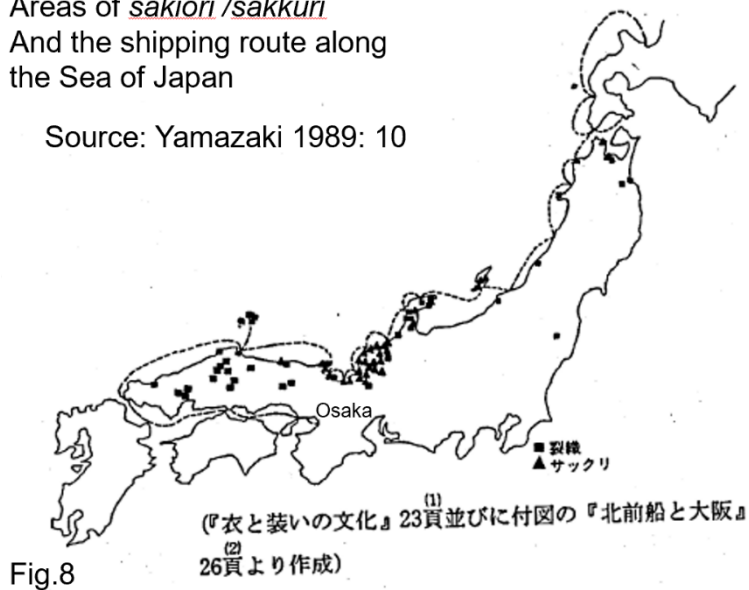 Areas of sakiori /sakkuri
And the shipping route along
the Sea of Japan
Source: Yamazaki 1989: 10
Osaka
■裂織
▲サックリ
(1)
(『衣と装いの文化』23頁並びに付図の『北前船と大阪』
(2)
26頁より作成)
Fig.8